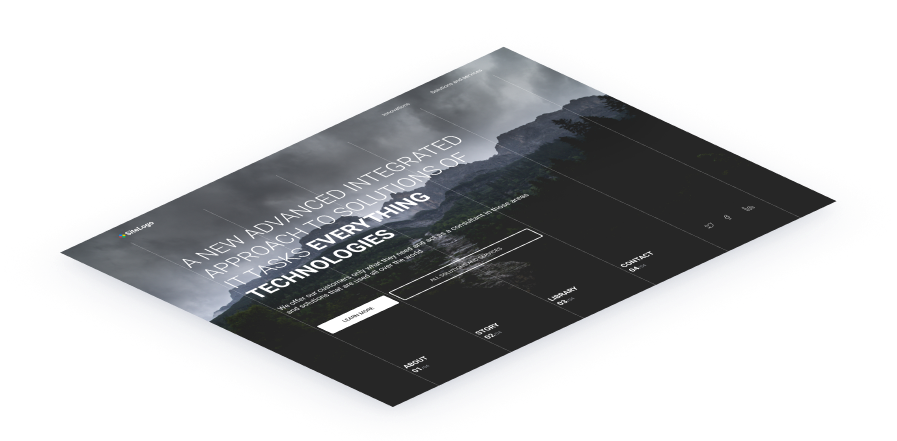 SiteLogo
Innovations
Solutions and services
A NEW ADVANCED INTEGRATED
APPROACH TO SOLUTIONS OF
IT TASKS EVERYTHING
TECHNOLOGIES
We offer our customers only what they need and act as a consultant in those areas
and solutions that are used all over the world
LEARN MORE
ALL SOLUTIONS AND SERVICES
ABOUT
01
STORY
02
LIBRARY
03
CONTACT
04